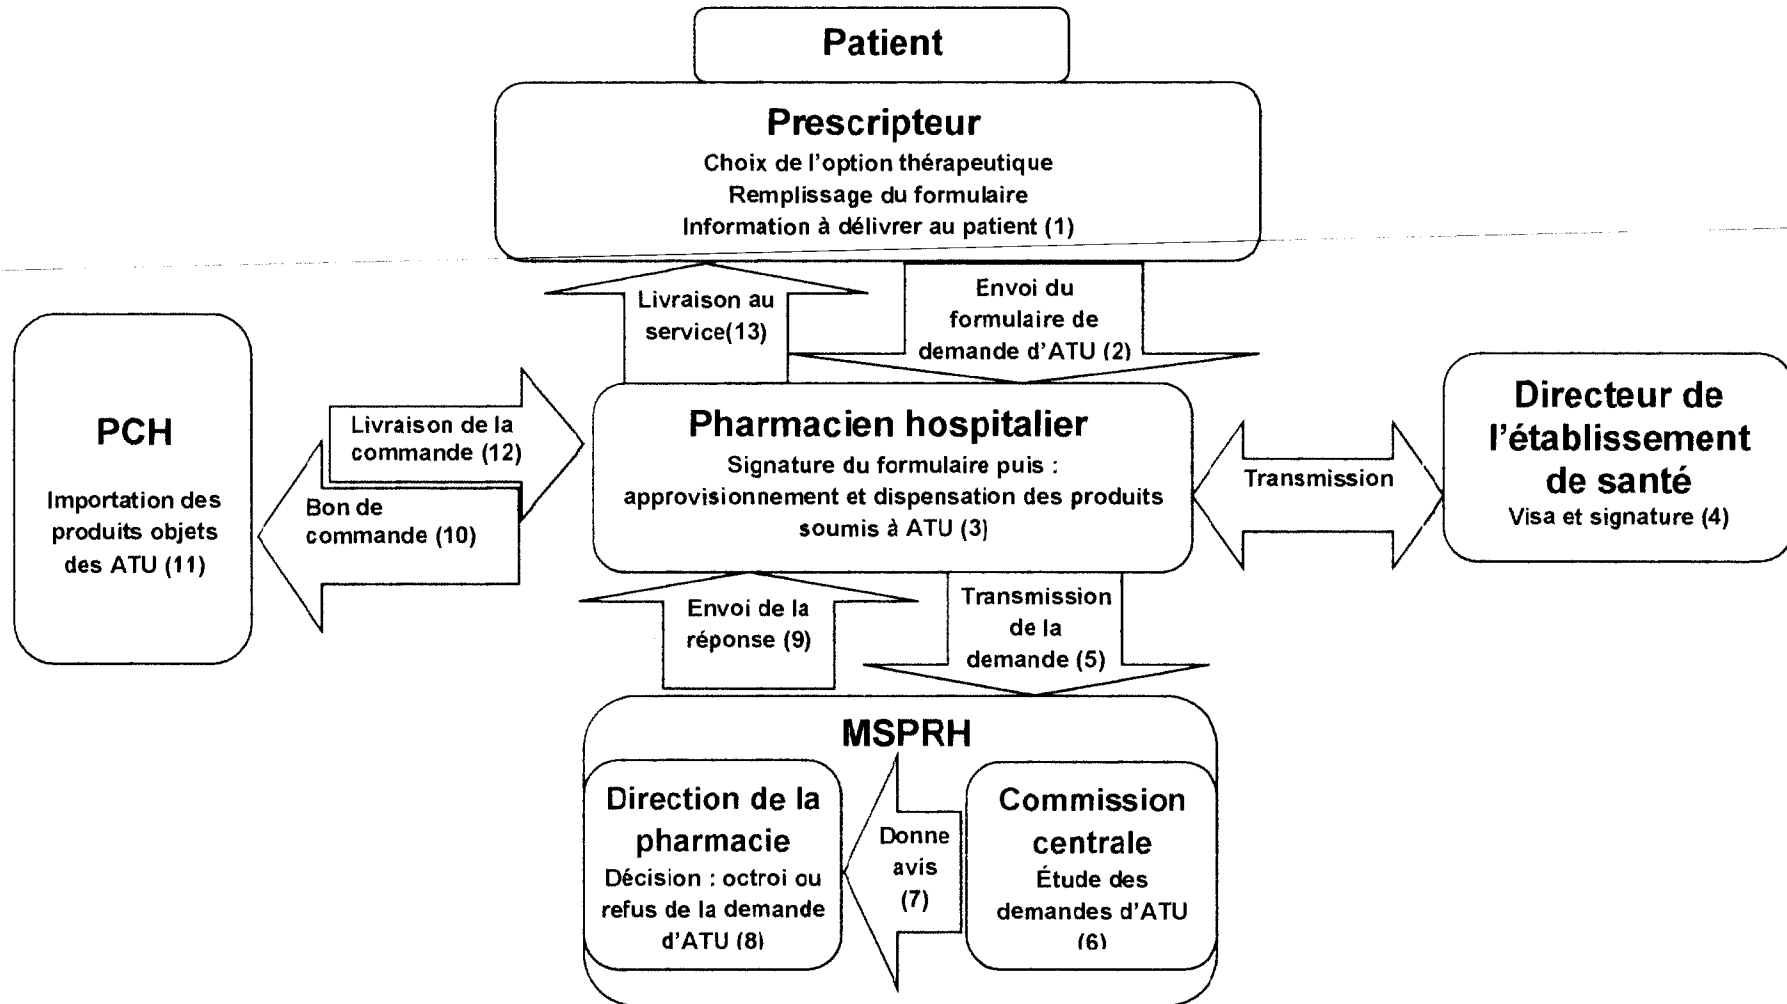 Patient
Prescripteur
Choix de l'option thérapeutique
Remplissage du formulaire
Information à délivrer au patient (1)
Livraison au
service(13)
Envoi du
formulaire de
demande d'ATU (2)
PCH
Importation des
produits objets
des ATU (11)
Livraison de la
commande (12)
Bon de
commande (10)
Pharmacien hospitalier
Signature du formulaire puis :
approvisionnement et dispensation des produits
soumis à ATU (3)
Transmission
Directeur de
l'établissement
de santé
Visa et signature (4)
Envoi de la
réponse (9)
Transmission
de la
demande (5)
MSPRH
Direction de la
pharmacie
Décision : octroi ou
refus de la demande
d'ATU (8)
Donne
avis
(7)
Commission
centrale
Étude des
demandes d'ATU
(6)